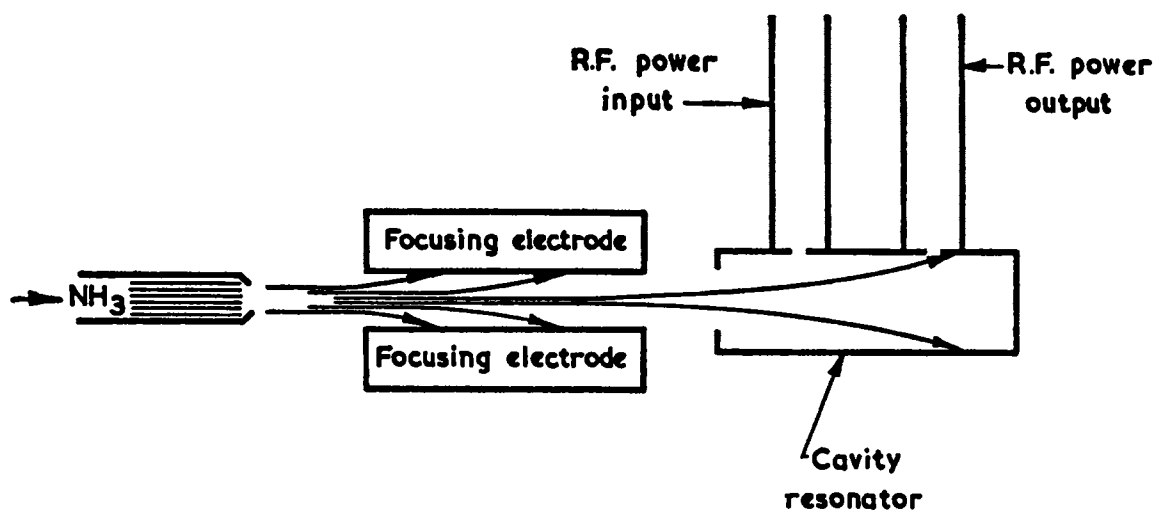 R.F. power
input
R.F. power
output
Focusing electrode
NH3
Focusing electrode
Cavity
resonator